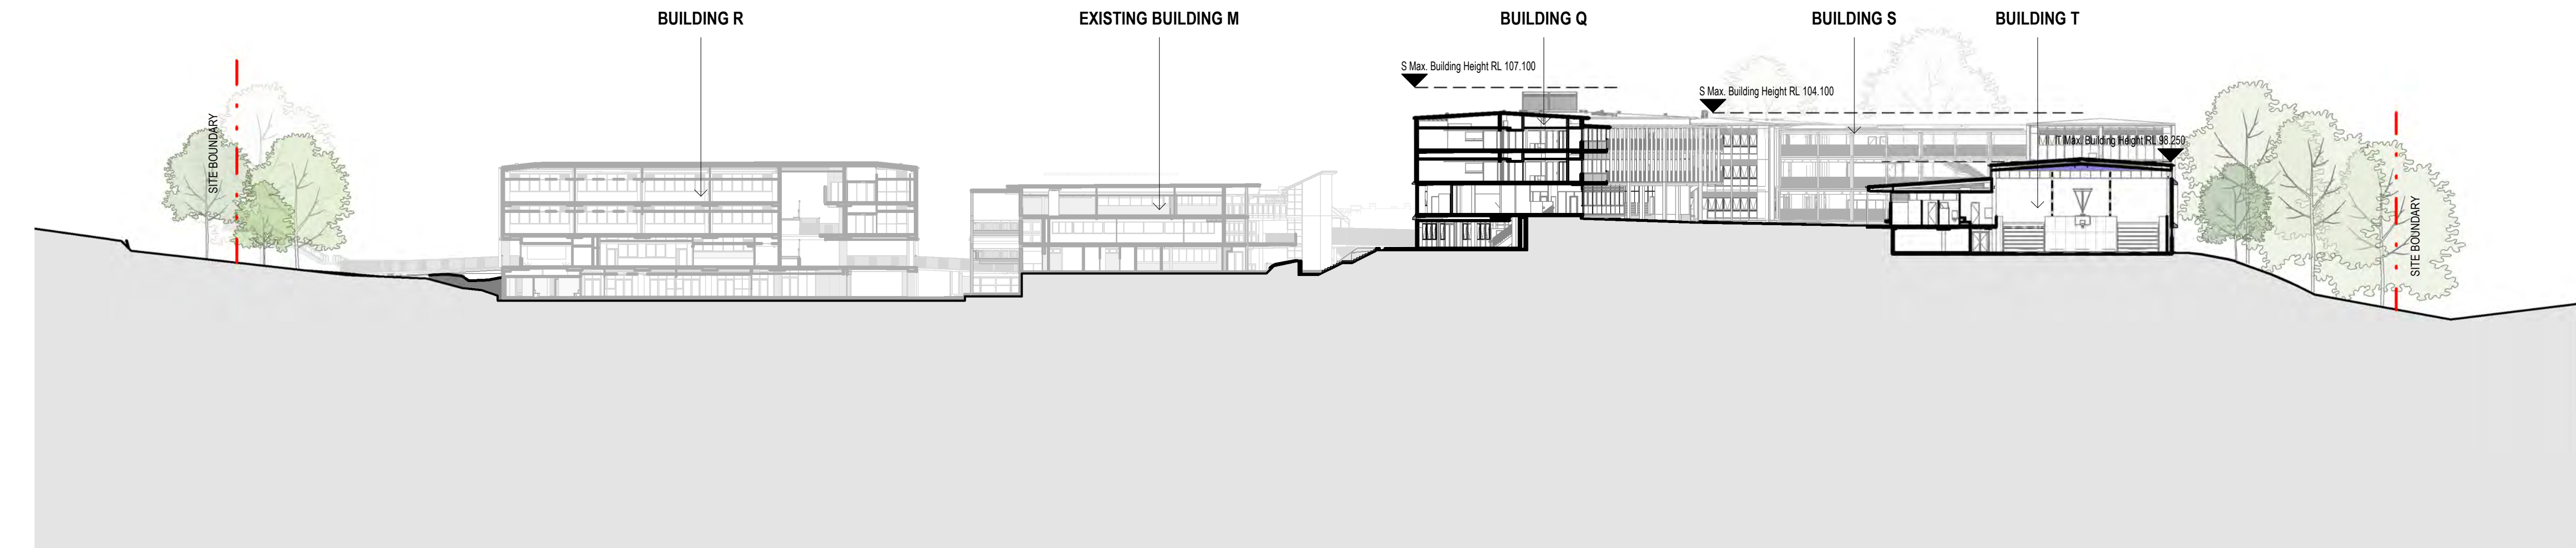 BUILDING R
EXISTING BUILDING M
BUILDING Q
BUILDING S
BUILDING T
S Max. Building Height RL 107.100
S Max. Building Height RL 104.100
T Max. Building Height RL 98.250
SITE BOUNDARY
SITE BOUNDARY